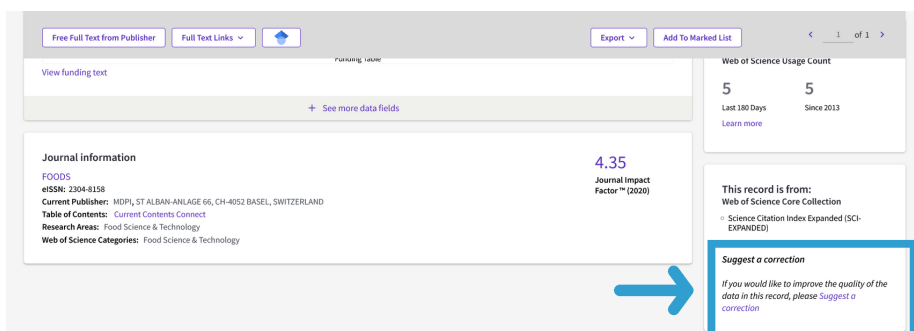 Free Full Text from Publisher
Full Text Links
Export
Add To Marked List
1 of 1
Funding Table
View funding text
+ See more data fields
Web of Science Usage Count
5 5
Last 180 Days Since 2013
Learn more
Journal information
FOODS
eISSN: 2304-8158
Current Publisher: MDPI, ST ALBAN-ANLAGE 66, CH-4052 BASEL, SWITZERLAND
Table of Contents: Current Contents Connect
Research Areas: Food Science & Technology
Web of Science Categories: Food Science & Technology
4.35
Journal Impact
Factor ™ (2020)
This record is from:
Web of Science Core Collection
Science Citation Index Expanded (SCI-
EXPANDED)
Suggest a correction
If you would like to improve the quality of the
data in this record, please Suggest a
correction